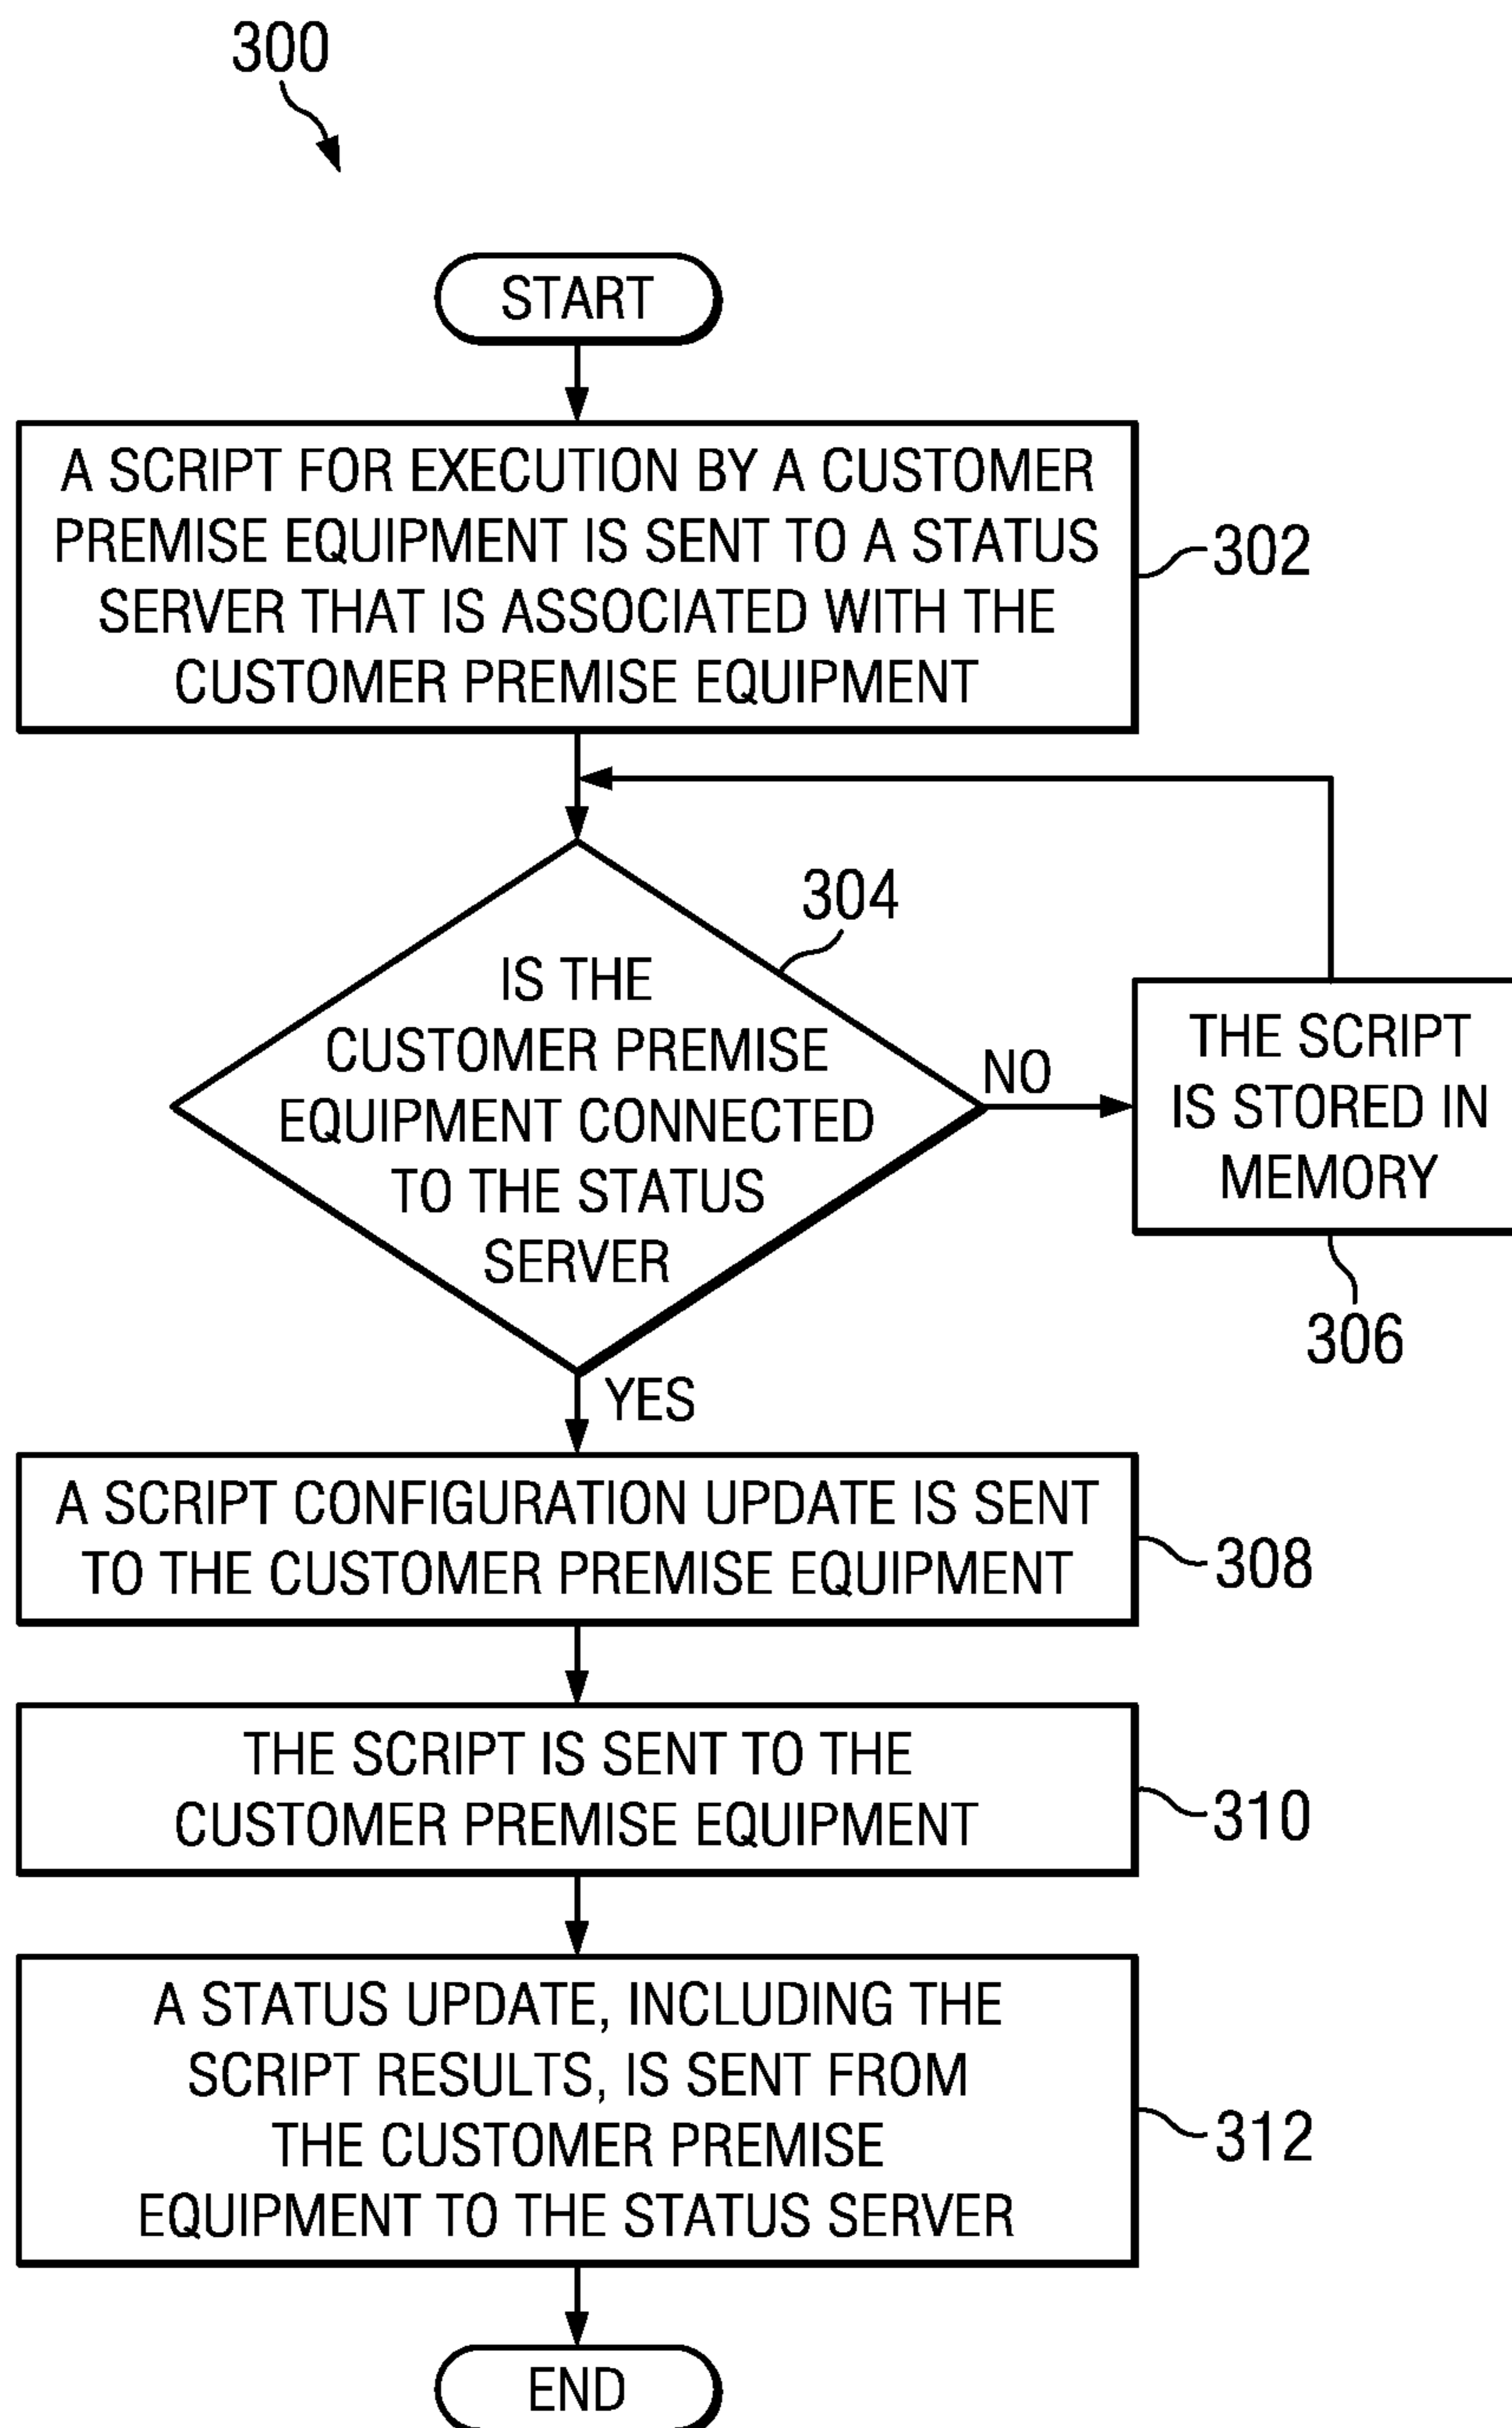 300
START
A SCRIPT FOR EXECUTION BY A CUSTOMER
PREMISE EQUIPMENT IS SENT TO A STATUS
SERVER THAT IS ASSOCIATED WITH THE
CUSTOMER PREMISE EQUIPMENT
302
304
IS THE
CUSTOMER PREMISE
EQUIPMENT CONNECTED
TO THE STATUS
SERVER
NO
THE SCRIPT
IS STORED IN
MEMORY
306
YES
A SCRIPT CONFIGURATION UPDATE IS SENT
TO THE CUSTOMER PREMISE EQUIPMENT
308
THE SCRIPT IS SENT TO THE
CUSTOMER PREMISE EQUIPMENT
310
A STATUS UPDATE, INCLUDING THE
SCRIPT RESULTS, IS SENT FROM
THE CUSTOMER PREMISE
EQUIPMENT TO THE STATUS SERVER
312
END